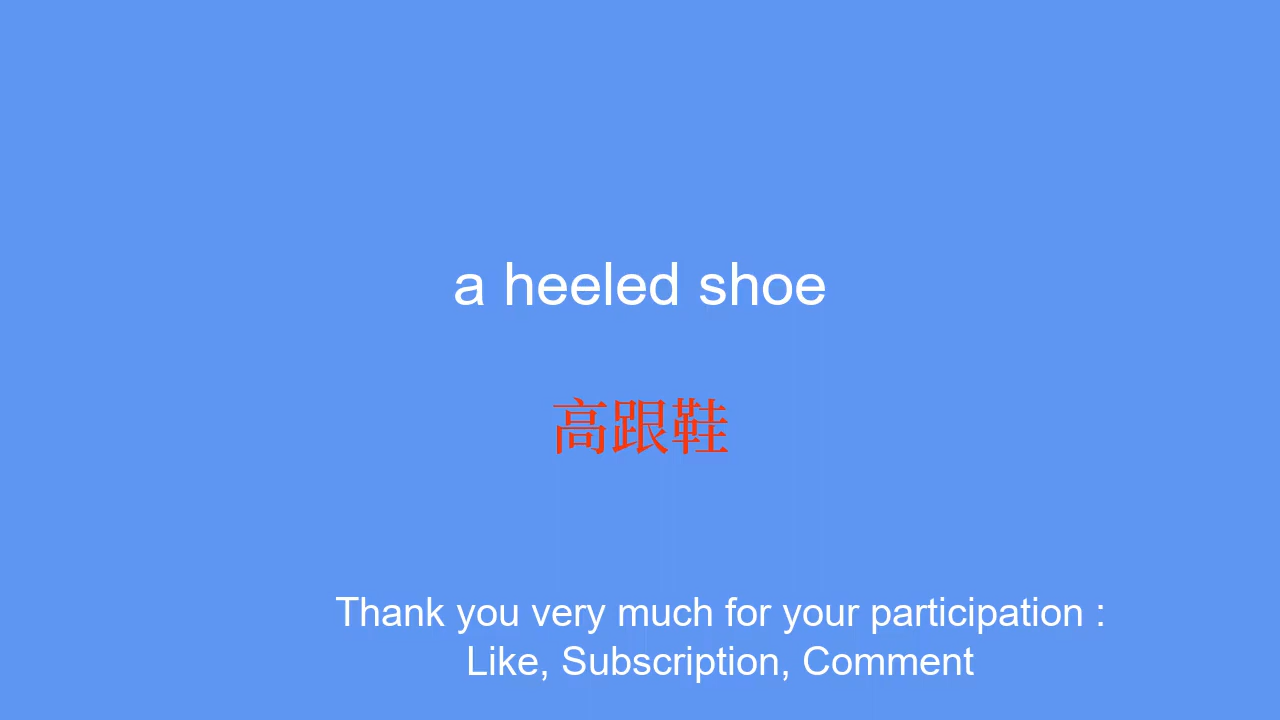 a heeled shoe
高跟鞋
Thank you very much for your participation :
Like, Subscription, Comment